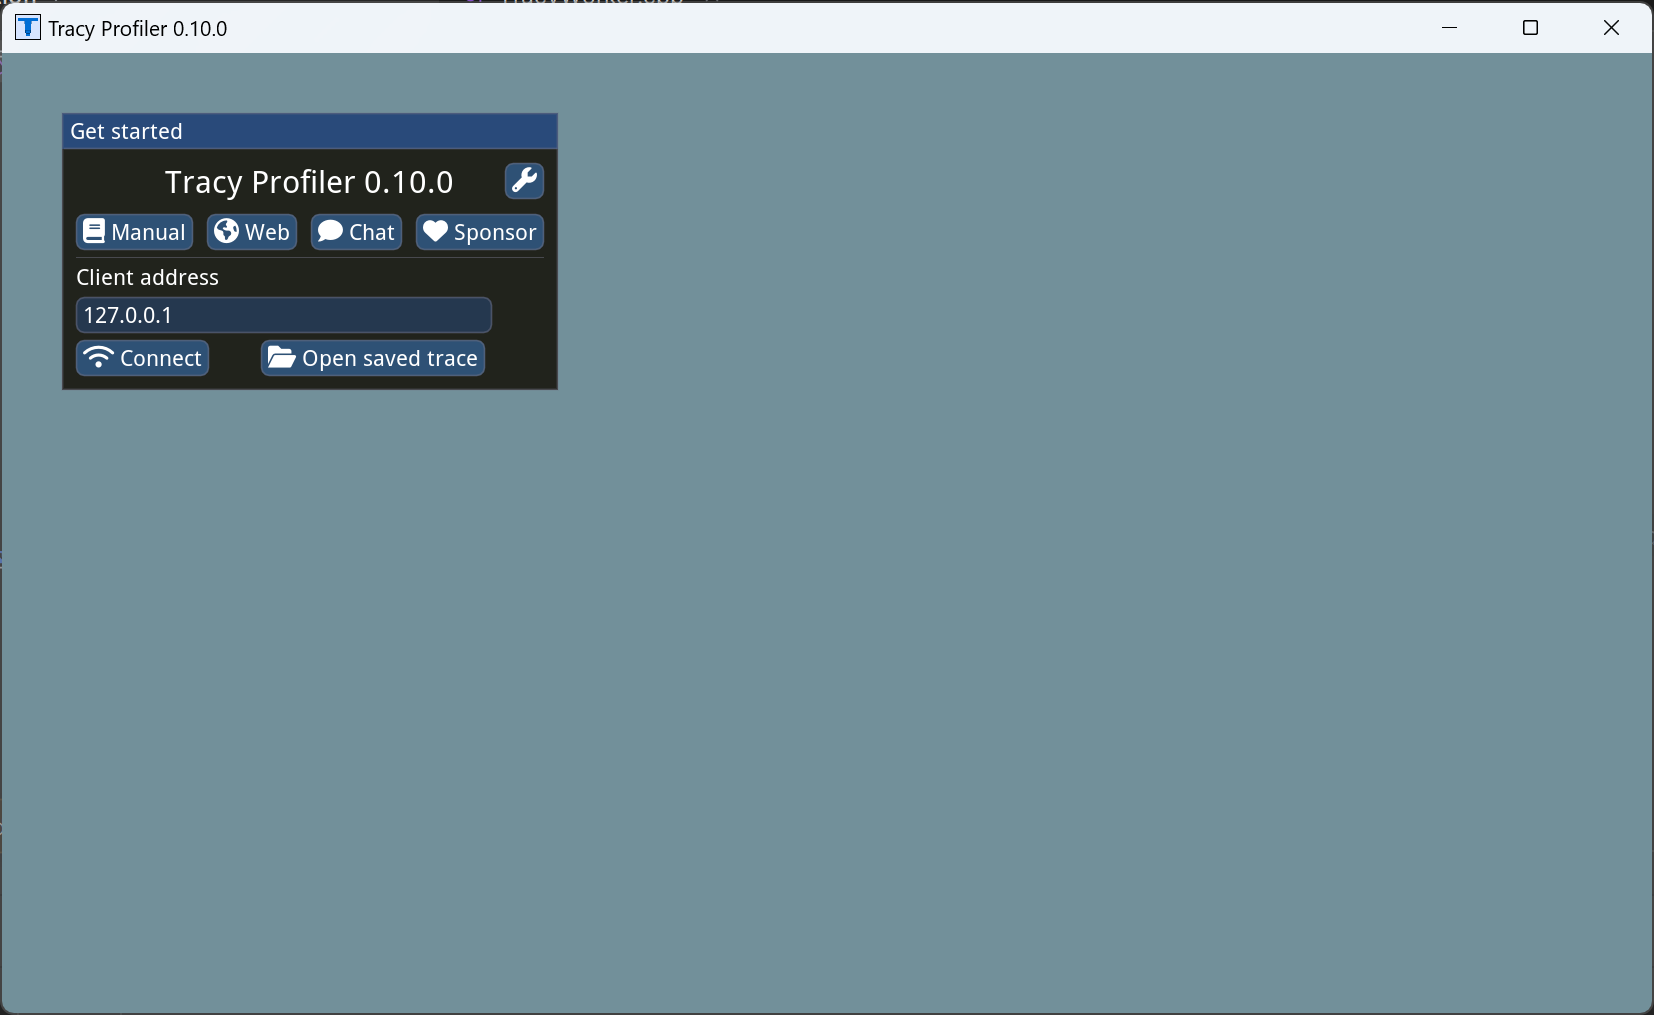 Tracy Profiler 0.10.0
Get started
Tracy Profiler 0.10.0
Manual Web Chat Sponsor
Client address
127.0.0.1
Connect Open saved trace